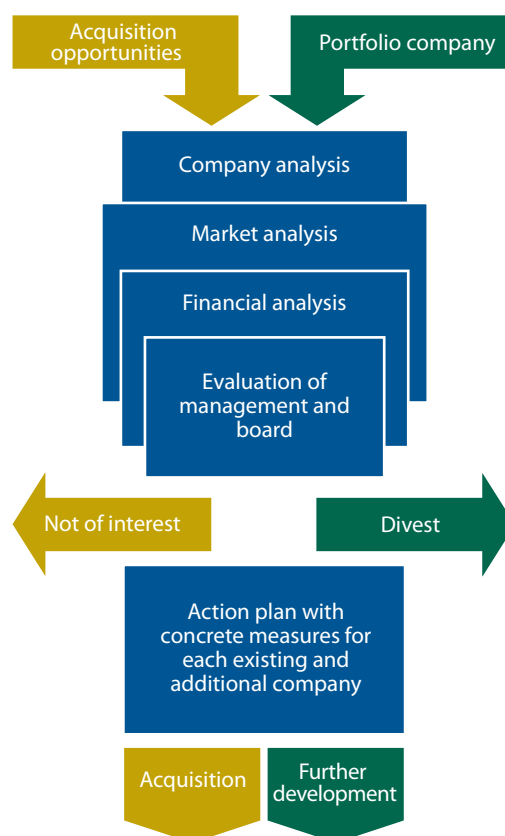 Acquisition
opportunities
Portfolio company
Company analysis
Market analysis
Financial analysis
Evaluation of
management and
board
Not of interest
Divest
Action plan with
concrete measures for
each existing and
additional company
Acquisition
Further
development